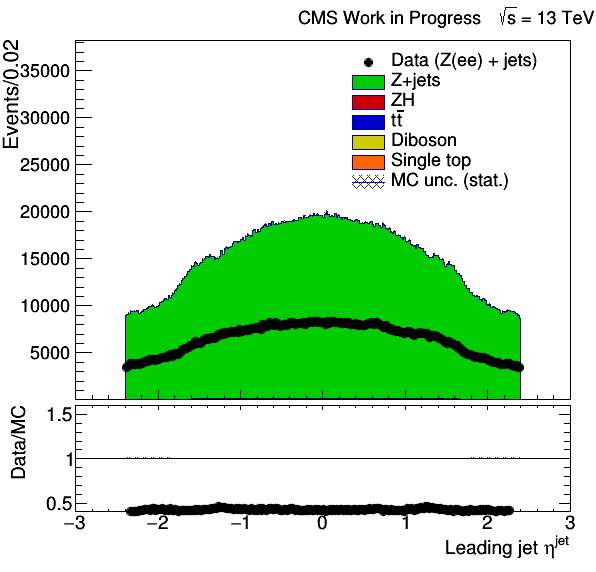 CMS Work in Progress √s = 13 TeV
Events/0.02
35000
30000
25000
20000
15000
10000
5000
Data (Z(ee) + jets)
Z+jets
ZH
tt̅
Diboson
Single top
MC unc. (stat.)
Data/MC
1.5
1
0.5
−3 −2 −1 0 1 2 3
Leading jet η^jet